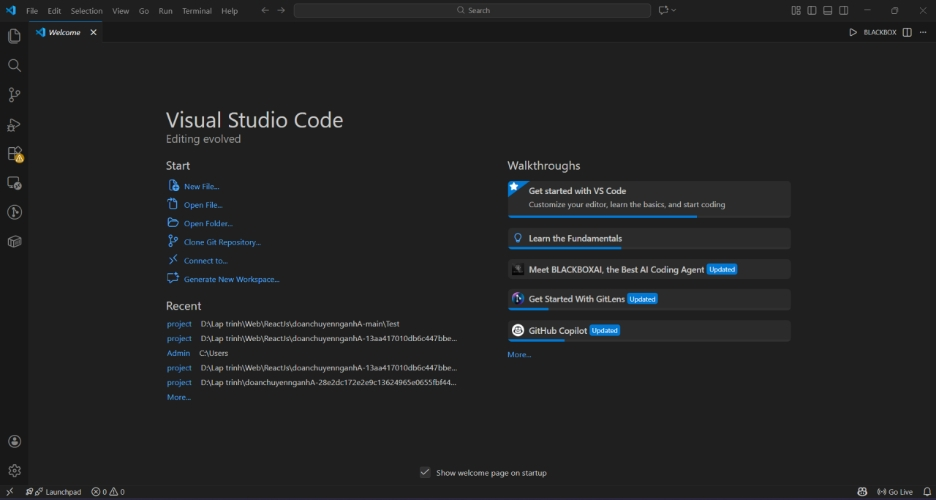 File Edit Selection View Go Run Terminal Help
Search
Welcome
BLACKBOX
Visual Studio Code
Editing evolved
Start
New File...
Open File...
Open Folder...
Clone Git Repository...
Connect to...
Generate New Workspace...
Recent
project D:\Lap trinh\Web\ReactJs\doanchuyennganhA-main\Test
project D:\Lap trinh\Web\ReactJs\doanchuyennganhA-13aa417010db6c447bbe...
Admin C:\Users
project D:\Lap trinh\Web\ReactJs\doanchuyennganhA-13aa417010db6c447bbe...
project D:\Lap trinh\doanchuyennganhA-28e2dc172e2e9c13624965e0655fbf44...
More...
Walkthroughs
Get started with VS Code
Customize your editor, learn the basics, and start coding
Learn the Fundamentals
Meet BLACKBOXAI, the Best AI Coding Agent Updated
Get Started With GitLens Updated
GitHub Copilot Updated
More...
Show welcome page on startup
Launchpad 0 0
Go Live